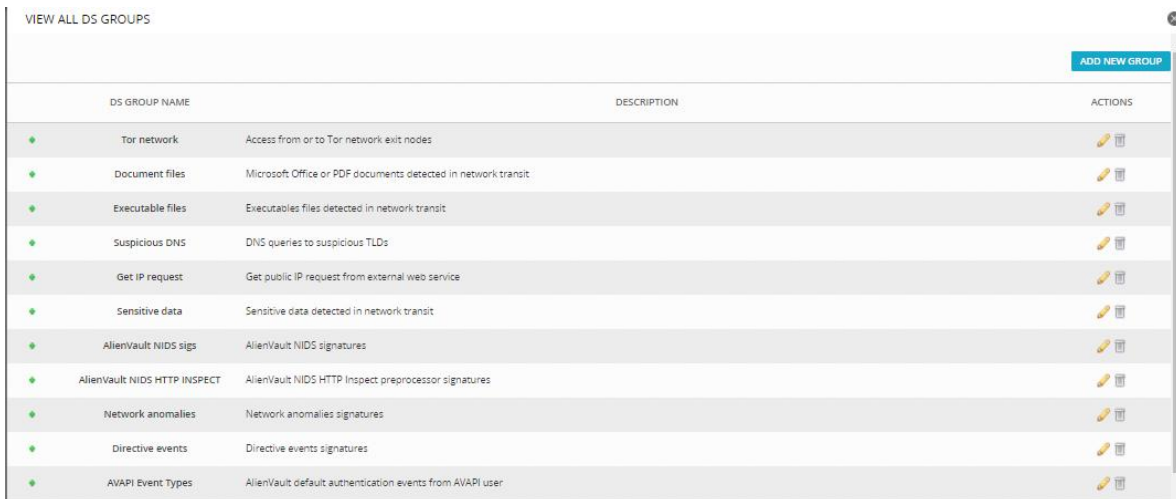 VIEW ALL DS GROUPS
ADD NEW GROUP
DS GROUP NAME DESCRIPTION ACTIONS
Tor network Access from or to Tor network exit nodes
Document files Microsoft Office or PDF documents detected in network transit
Executable files Executables files detected in network transit
Suspicious DNS DNS queries to suspicious TLDs
Get IP request Get public IP request from external web service
Sensitive data Sensitive data detected in network transit
AlienVault NIDS sigs AlienVault NIDS signatures
AlienVault NIDS HTTP INSPECT AlienVault NIDS HTTP Inspect preprocessor signatures
Network anomalies Network anomalies signatures
Directive events Directive events signatures
AVAPI Event Types AlienVault default authentication events from AVAPI user